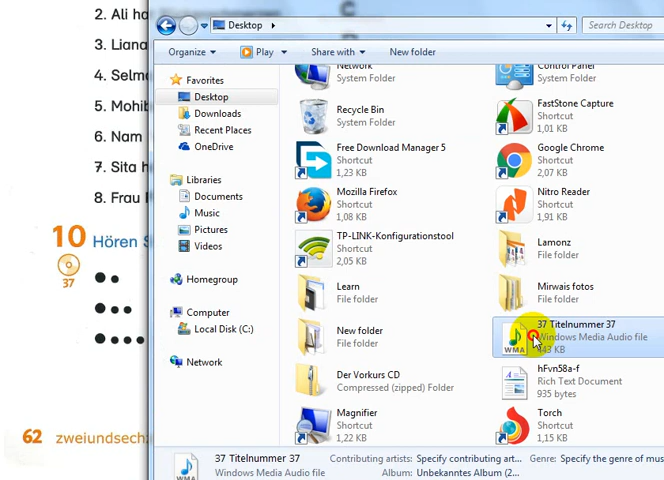 2. Ali ha
3. Liana
4. Selm
5. Mohit
6. Nam
7. Sita h
8. Frau
10 Hören S
37
62 zweiundsech
Desktop
Search Desktop
Organize Play Share with New folder
Favorites
Desktop
Downloads
Recent Places
OneDrive
Libraries
Documents
Music
Pictures
Videos
Homegroup
Computer
Local Disk (C:)
Network
Network
System Folder
Control Panel
System Folder
Recycle Bin
System Folder
FastStone Capture
Shortcut
1,01 KB
Free Download Manager 5
Shortcut
1,23 KB
Google Chrome
Shortcut
2,07 KB
Mozilla Firefox
Shortcut
1,08 KB
Nitro Reader
Shortcut
1,91 KB
TP-LINK-Konfigurationstool
Shortcut
2,05 KB
Lamonz
File folder
Learn
File folder
Mirwais fotos
File folder
New folder
File folder
37 Titelnummer 37
Windows Media Audio file
443 KB
WMA
Der Vorkurs CD
Compressed (zipped) Folder
hFvn58a-f
Rich Text Document
935 bytes
Magnifier
Shortcut
1,22 KB
Torch
Shortcut
1,15 KB
37 Titelnummer 37
Windows Media Audio file
Contributing artists: Specify contributing art...
Album: Unbekanntes Album (2...
Genre: Specify the genre of mus
WMA